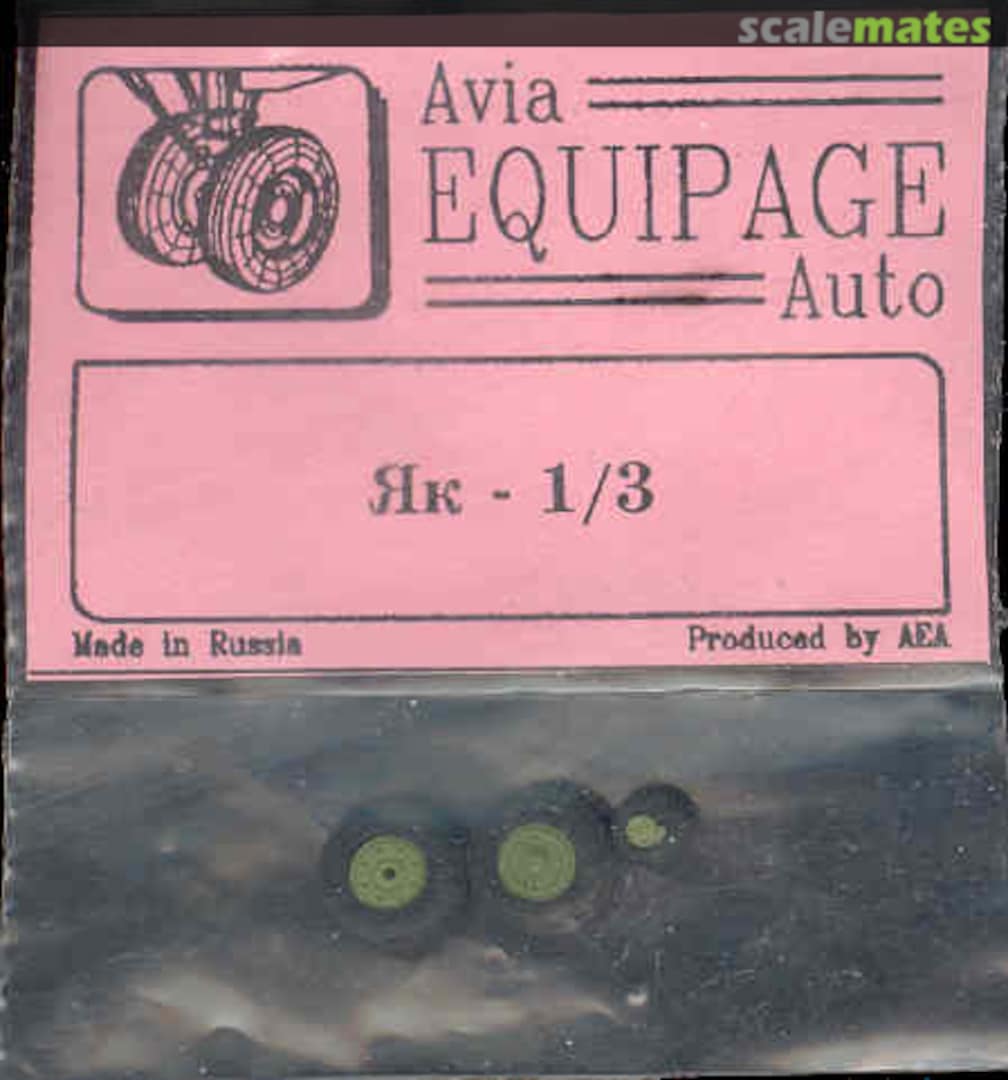 scalemates
Avia
EQUIPAGE
Auto
Як - 1/3
Made in Russia
Produced by AEA